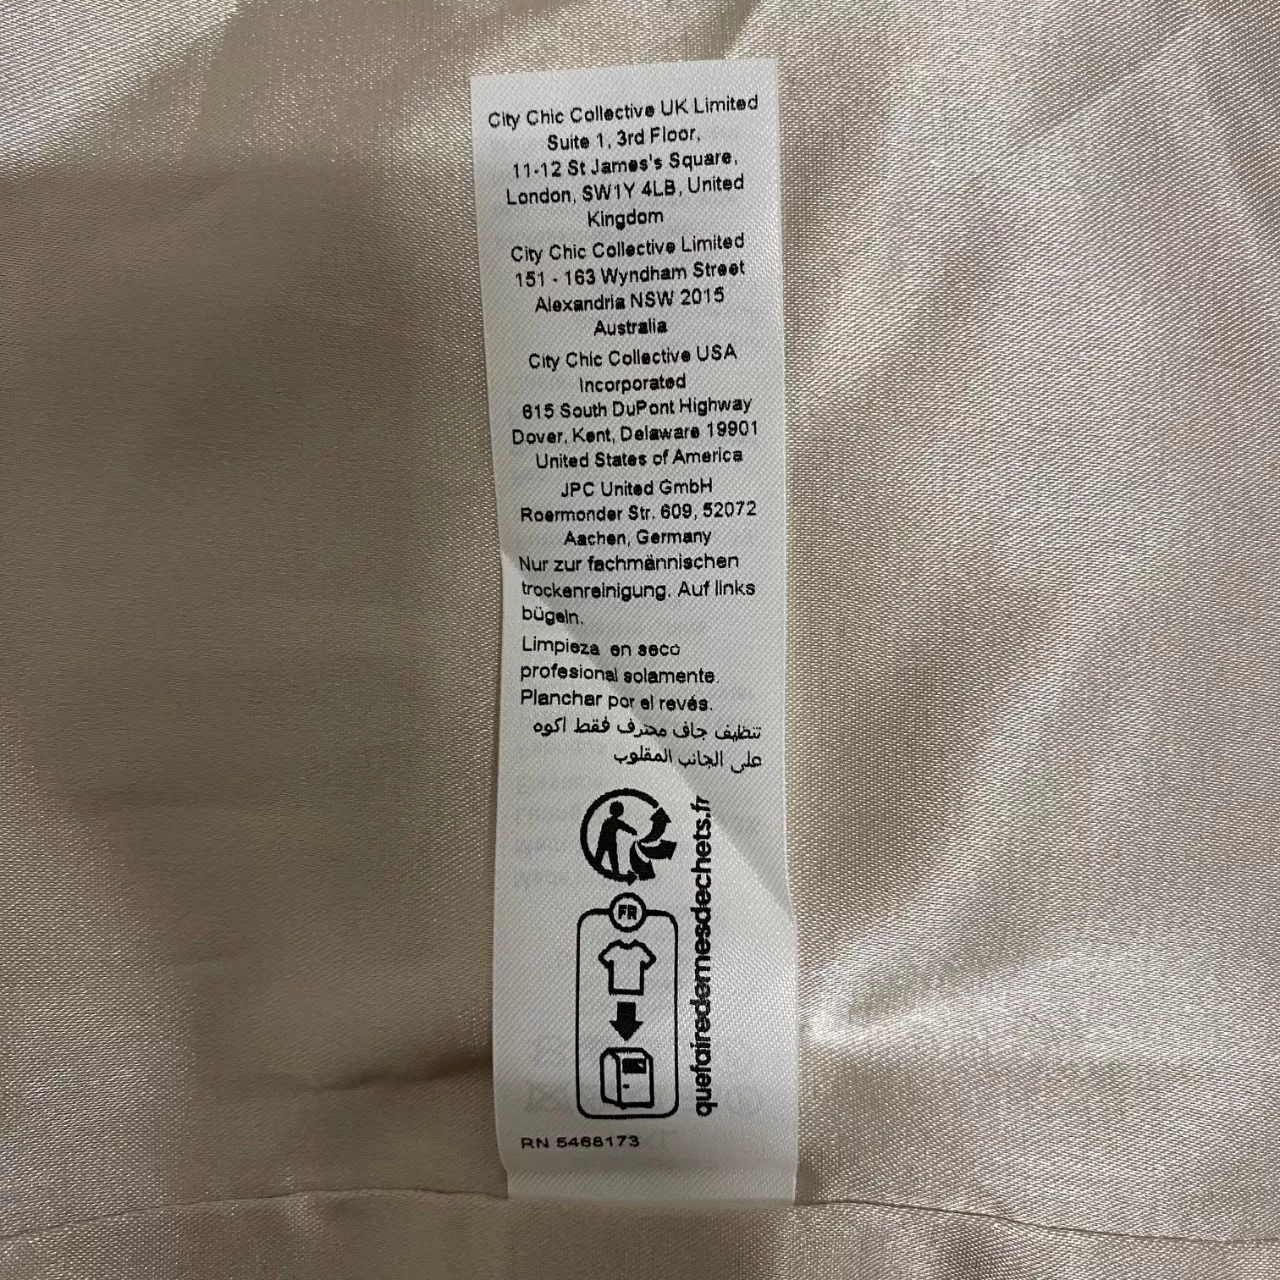 City Chic Collective UK Limited
Suite 1, 3rd Floor,
11-12 St James's Square,
London, SW1Y 4LB, United
Kingdom
City Chic Collective Limited
151 - 163 Wyndham Street
Alexandria NSW 2015
Australia
City Chic Collective USA
Incorporated
615 South DuPont Highway
Dover, Kent, Delaware 19901
United States of America
JPC United GmbH
Roermonder Str. 609, 52072
Aachen, Germany
Nur zur fachmännischen
trockenreinigung. Auf links
bügeln.
Limpieza en seco
profesional solamente.
Planchar por el revés.
تنظيف جاف محترف فقط اكوه
على الجانب المقلوب
quefairedemesdechets.fr
FR
RN 5468173